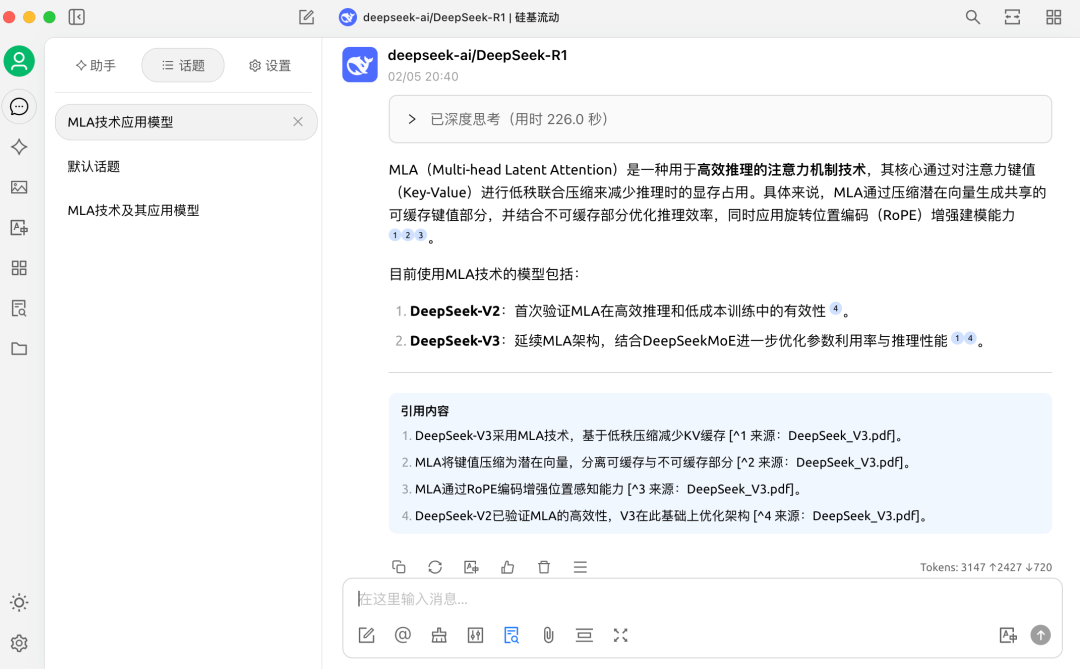 deepseek-ai/DeepSeek-R1 | 硅基流动
助手
话题
设置
MLA技术应用模型
默认话题
MLA技术及其应用模型
deepseek-ai/DeepSeek-R1
02/05 20:40
已深度思考（用时 226.0 秒）
MLA（Multi-head Latent Attention）是一种用于高效推理的注意力机制技术，其核心通过对注意力键值
（Key-Value）进行低秩联合压缩来减少推理时的显存占用。具体来说，MLA通过压缩潜在向量生成共享的
可缓存键值部分，并结合不可缓存部分优化推理效率，同时应用旋转位置编码（RoPE）增强建模能力
1 2 3 。
目前使用MLA技术的模型包括：
1. DeepSeek-V2：首次验证MLA在高效推理和低成本训练中的有效性 4 。
2. DeepSeek-V3：延续MLA架构，结合DeepSeekMoE进一步优化参数利用率与推理性能 1 4 。
引用内容
1. DeepSeek-V3采用MLA技术，基于低秩压缩减少KV缓存 [^1 来源：DeepSeek_V3.pdf]。
2. MLA将键值压缩为潜在向量，分离可缓存与不可缓存部分 [^2 来源：DeepSeek_V3.pdf]。
3. MLA通过RoPE编码增强位置感知能力 [^3 来源：DeepSeek_V3.pdf]。
4. DeepSeek-V2已验证MLA的高效性，V3在此基础上优化架构 [^4 来源：DeepSeek_V3.pdf]。
Tokens: 3147 ↑2427 ↓720
在这里输入消息...